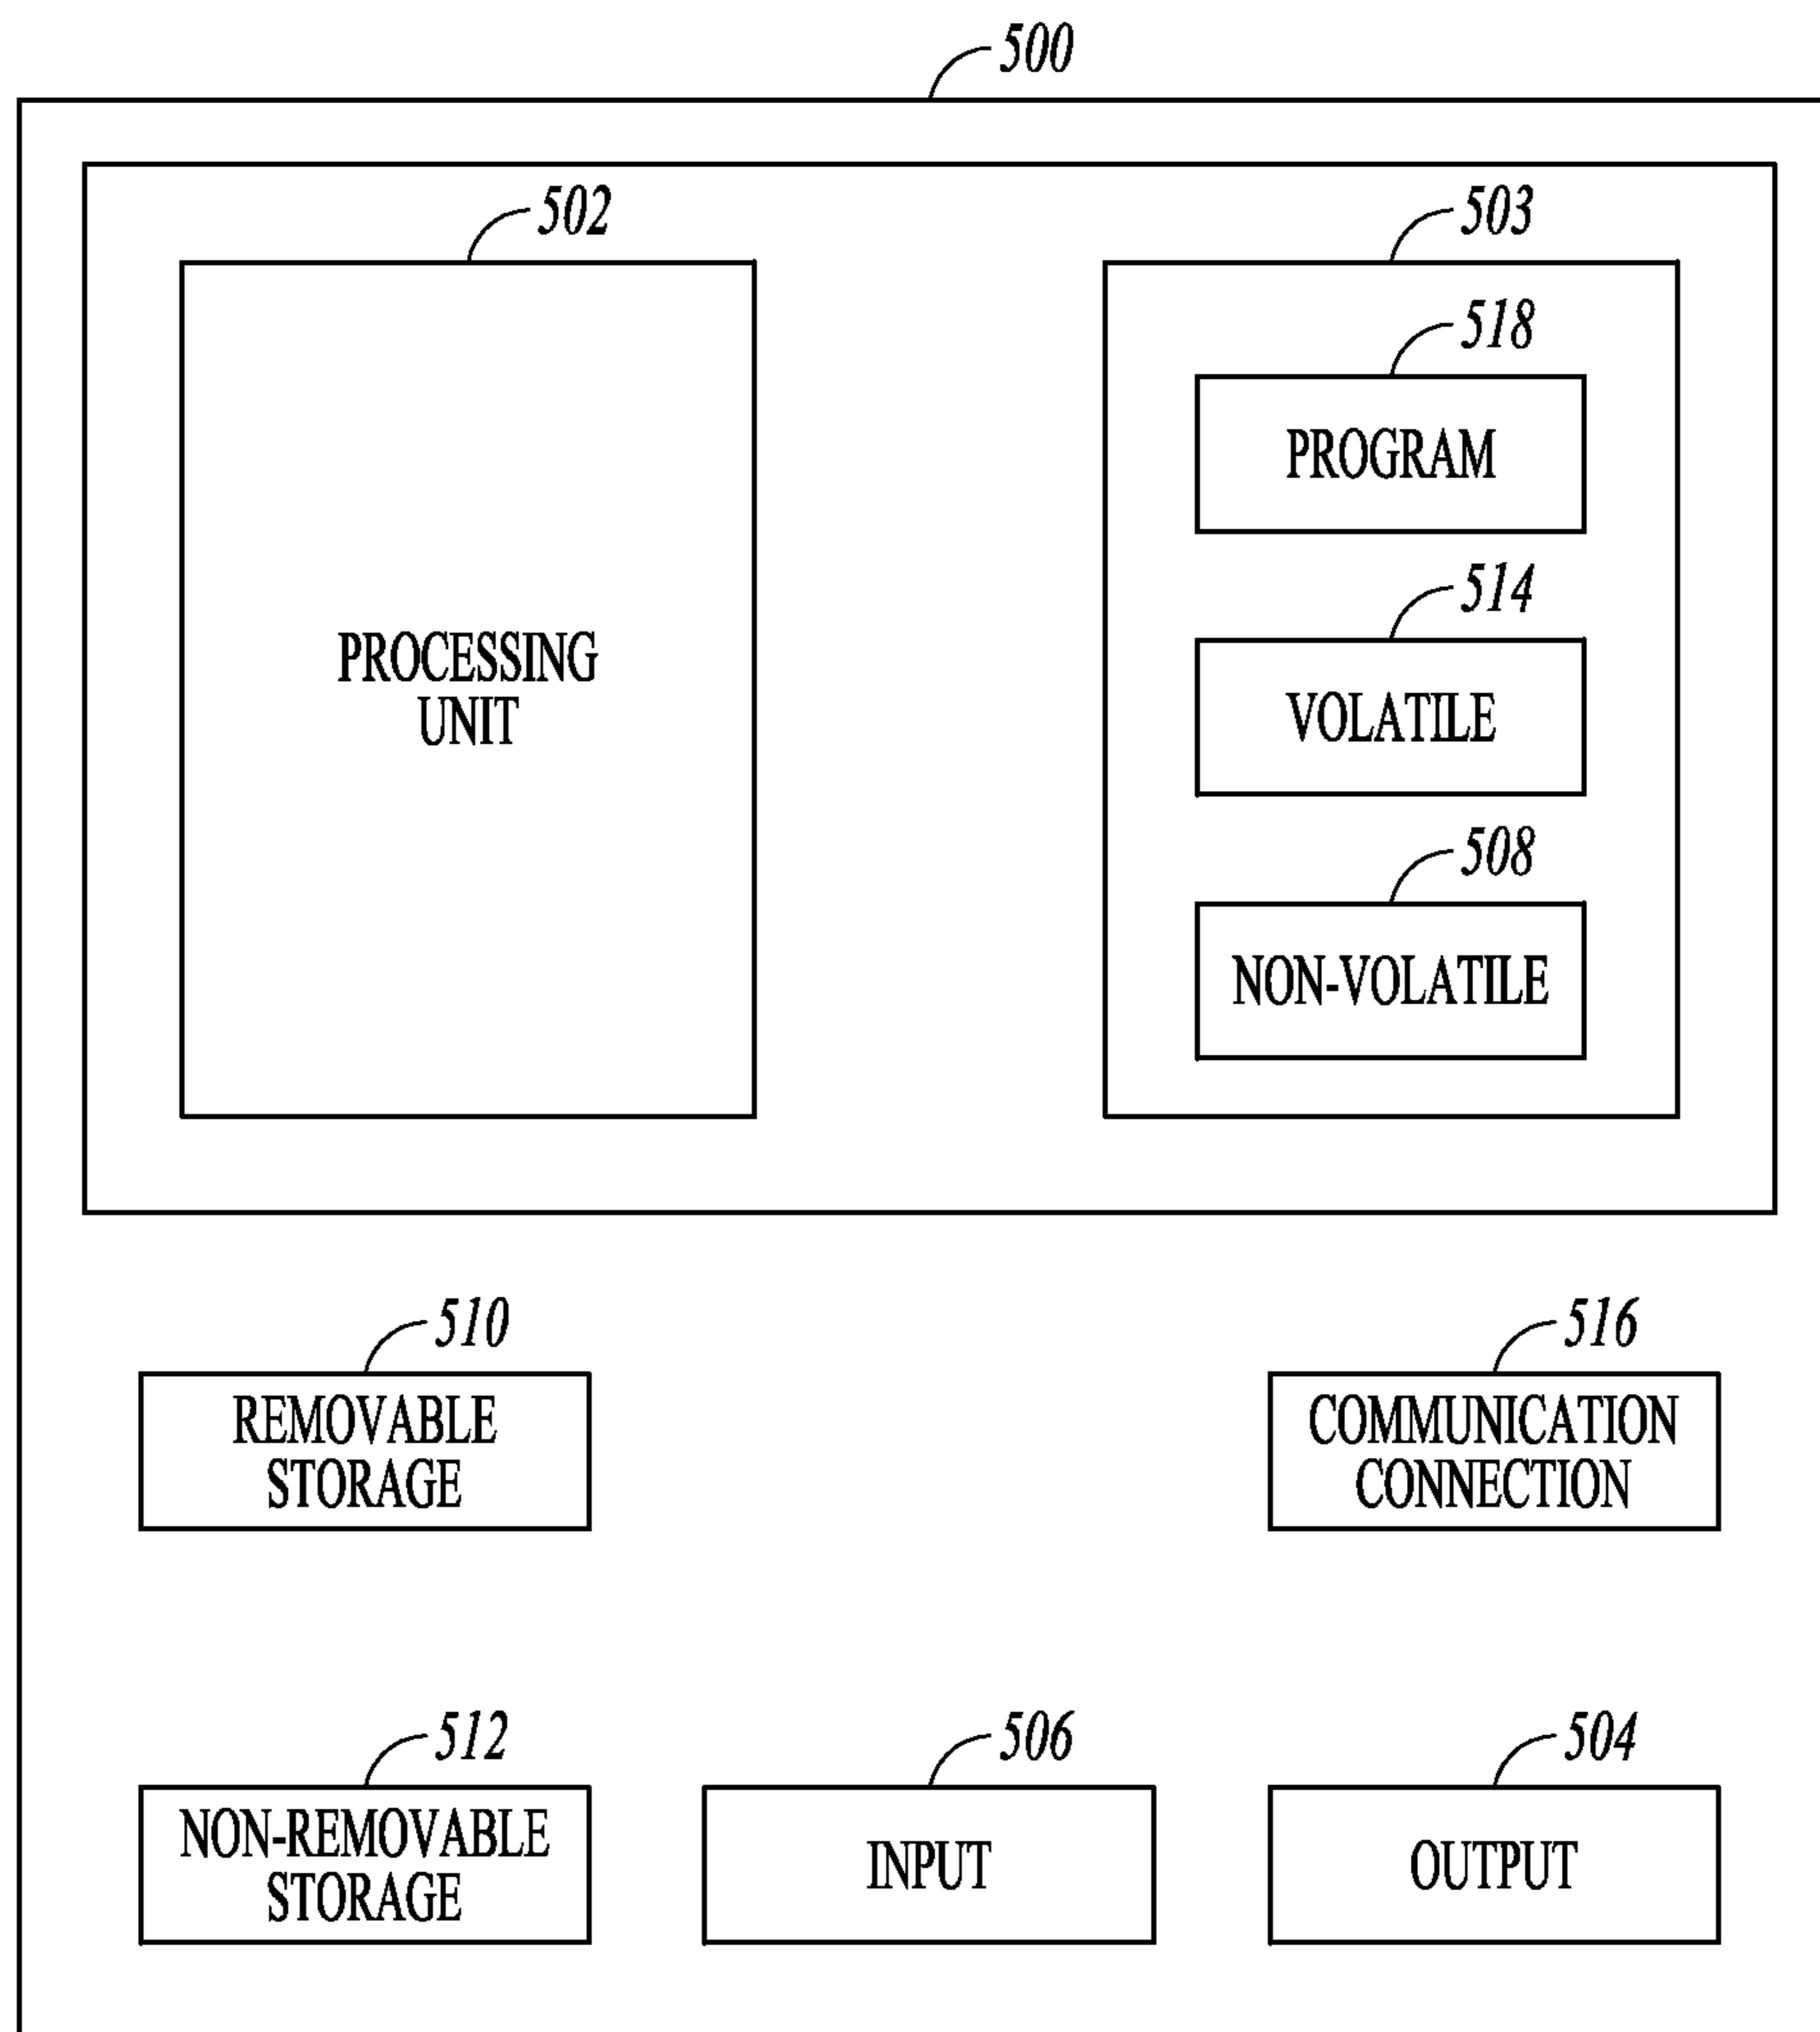 500
502
503
518
PROGRAM
514
PROCESSING
UNIT
VOLATILE
508
NON-VOLATILE
510
516
REMOVABLE
STORAGE
COMMUNICATION
CONNECTION
512
506
504
NON-REMOVABLE
STORAGE
INPUT
OUTPUT